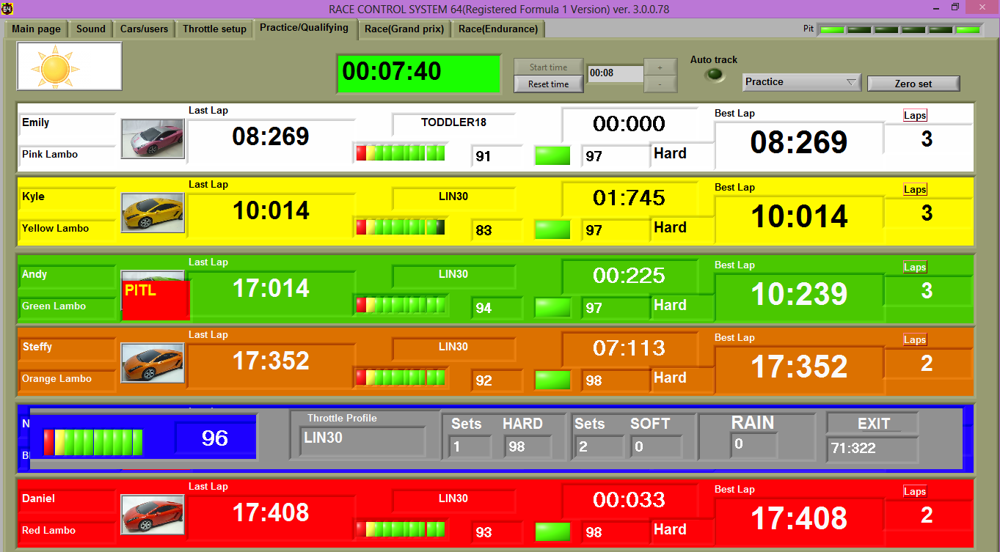 64
RACE CONTROL SYSTEM 64(Registered Formula 1 Version) ver. 3.0.0.78
Main page Sound Cars/users Throttle setup Practice/Qualifying Race(Grand prix) Race(Endurance) Pit
00:07:40
Start time
Reset time
00:08
+
-
Auto track
Practice
Zero set
Emily
Pink Lambo
Last Lap
08:269
TODDLER18
91
00:000
97
Hard
Best Lap
08:269
Laps
3
Kyle
Yellow Lambo
Last Lap
10:014
LIN30
83
01:745
97
Hard
Best Lap
10:014
Laps
3
Andy
Green Lambo
PITL
Last Lap
17:014
LIN30
94
00:225
97
Hard
Best Lap
10:239
Laps
3
Steffy
Orange Lambo
Last Lap
17:352
LIN30
92
07:113
98
Hard
Best Lap
17:352
Laps
2
N
B
96
Throttle Profile
LIN30
Sets HARD
1 98
Sets SOFT
2 0
RAIN
0
EXIT
71:322
Daniel
Red Lambo
Last Lap
17:408
LIN30
93
00:033
98
Hard
Best Lap
17:408
Laps
2